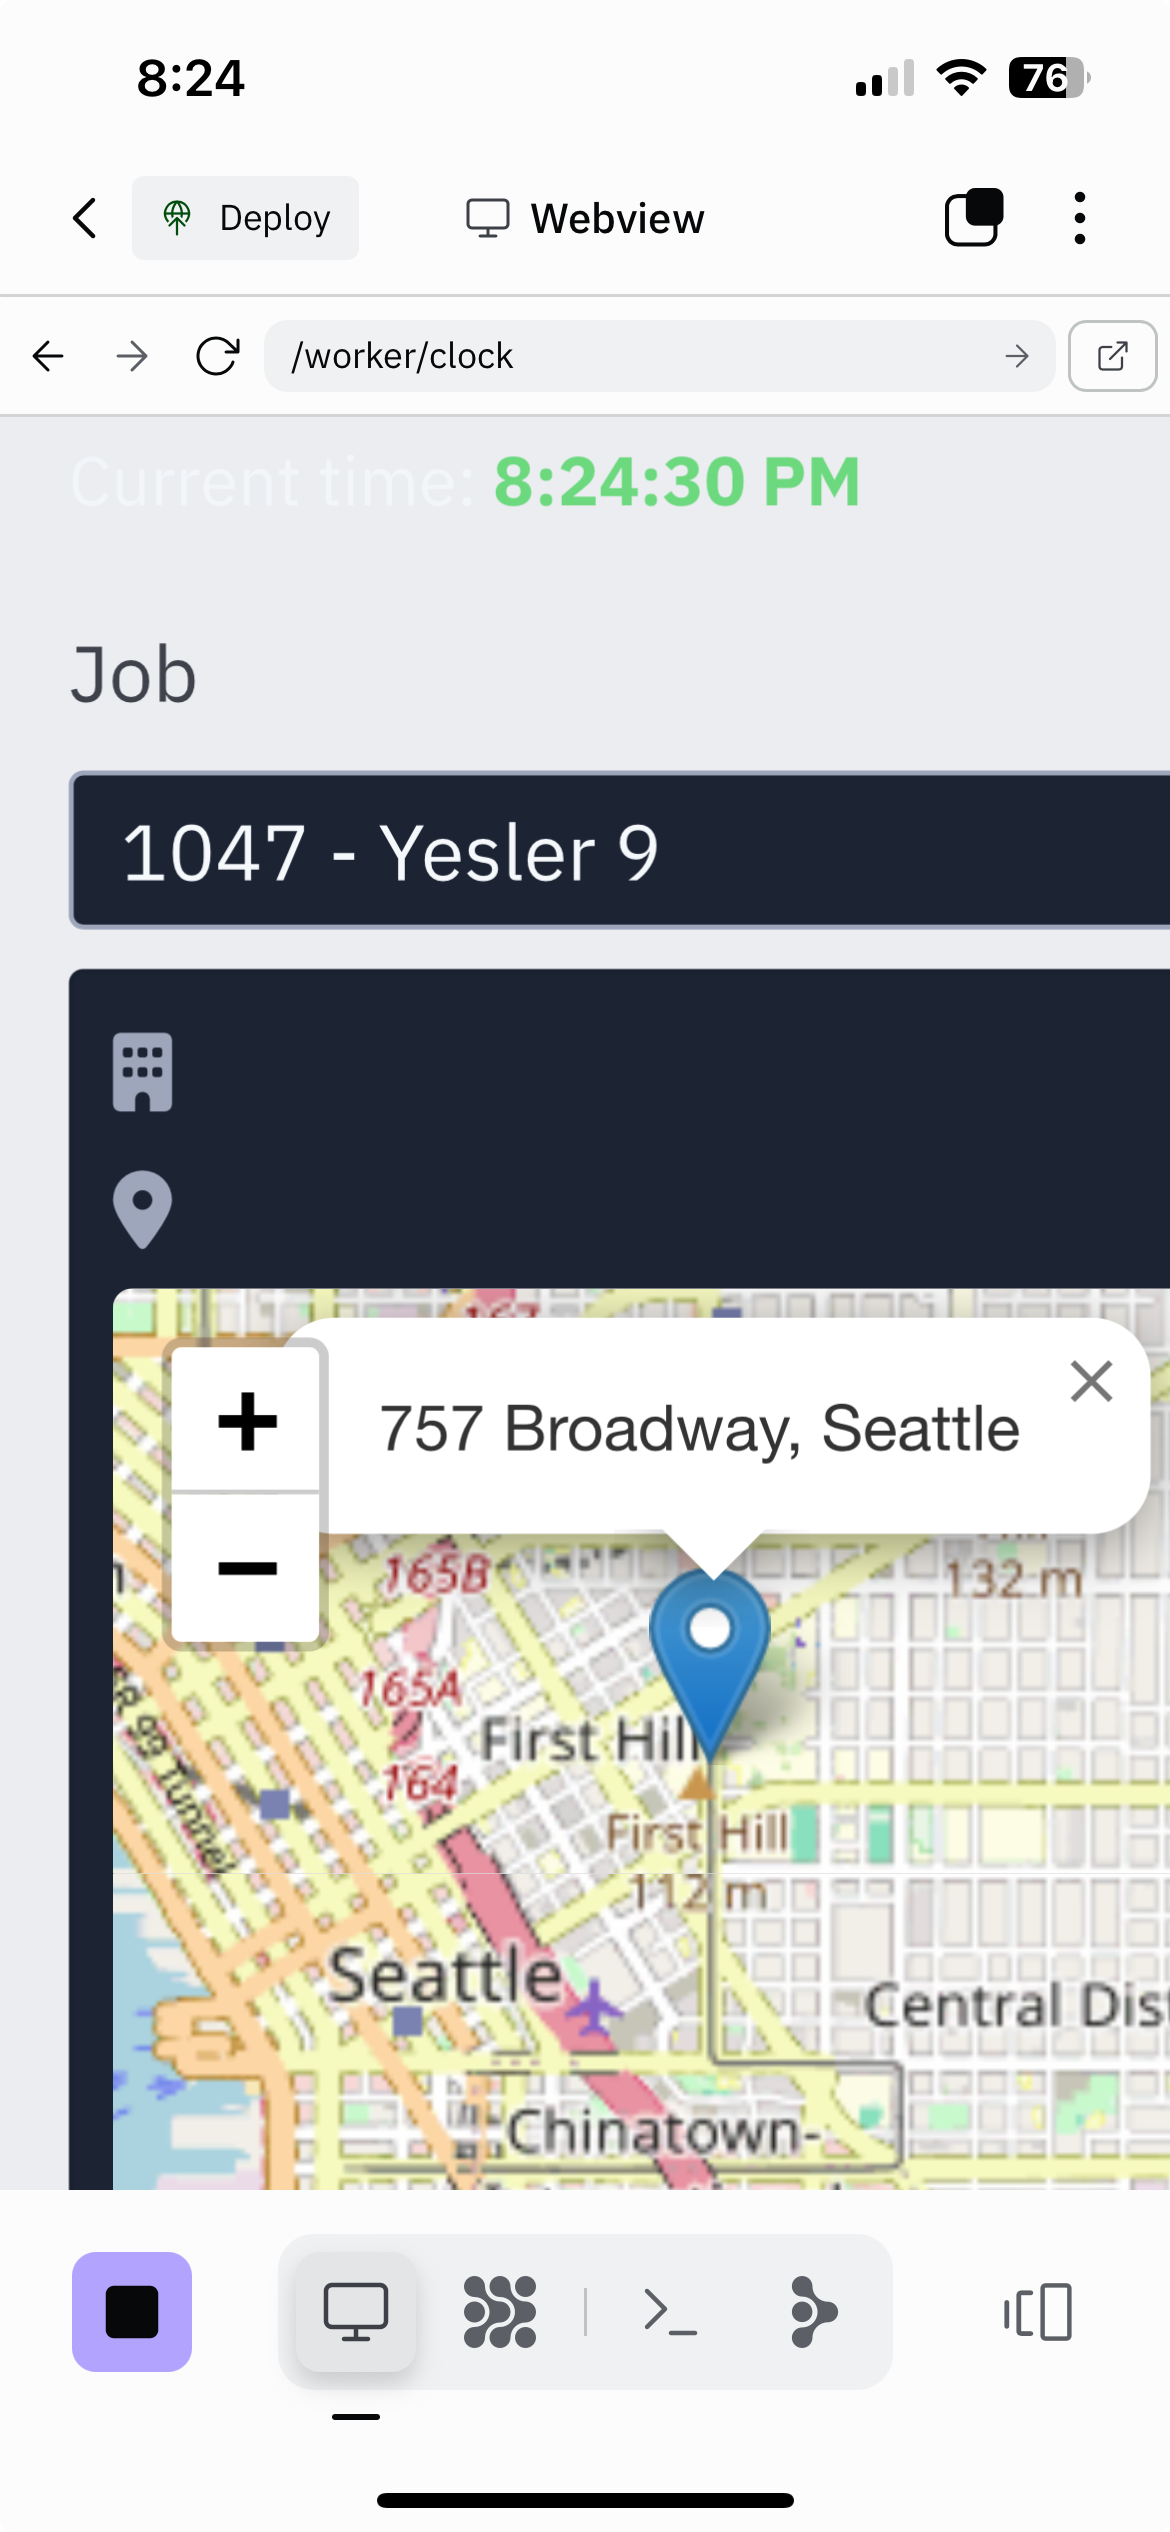 8:24
76
Deploy
Webview
/worker/clock
Current time: 8:24:30 PM
Job
1047 - Yesler 9
+
757 Broadway, Seattle
−
165B
132 m
165A
First Hill
164
First Hill
112 m
SR 99 Tunnel
Seattle
Central Dis
Chinatown-